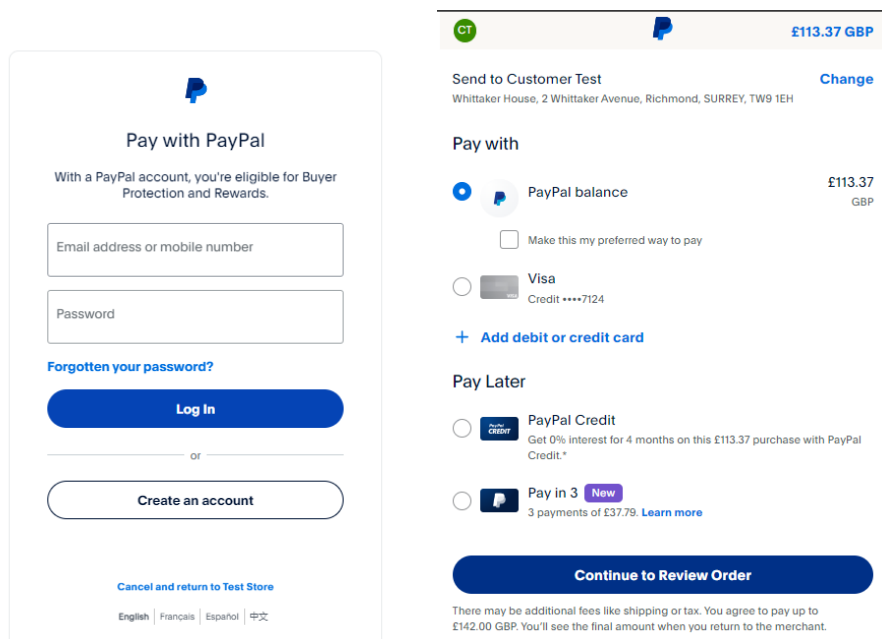 Pay with PayPal
With a PayPal account, you're eligible for Buyer
Protection and Rewards.
Email address or mobile number
Password
Forgotten your password?
Log In
or
Create an account
Cancel and return to Test Store
English Français Español 中文
CT
£113.37 GBP
Send to Customer Test
Change
Whittaker House, 2 Whittaker Avenue, Richmond, SURREY, TW9 1EH
Pay with
PayPal balance
£113.37
GBP
Make this my preferred way to pay
Visa
VISA
Credit ••••7124
+ Add debit or credit card
Pay Later
PayPal
CREDIT
PayPal Credit
Get 0% interest for 4 months on this £113.37 purchase with PayPal
Credit.*
Pay in 3 New
3 payments of £37.79. Learn more
Continue to Review Order
There may be additional fees like shipping or tax. You agree to pay up to
£142.00 GBP. You'll see the final amount when you return to the merchant.